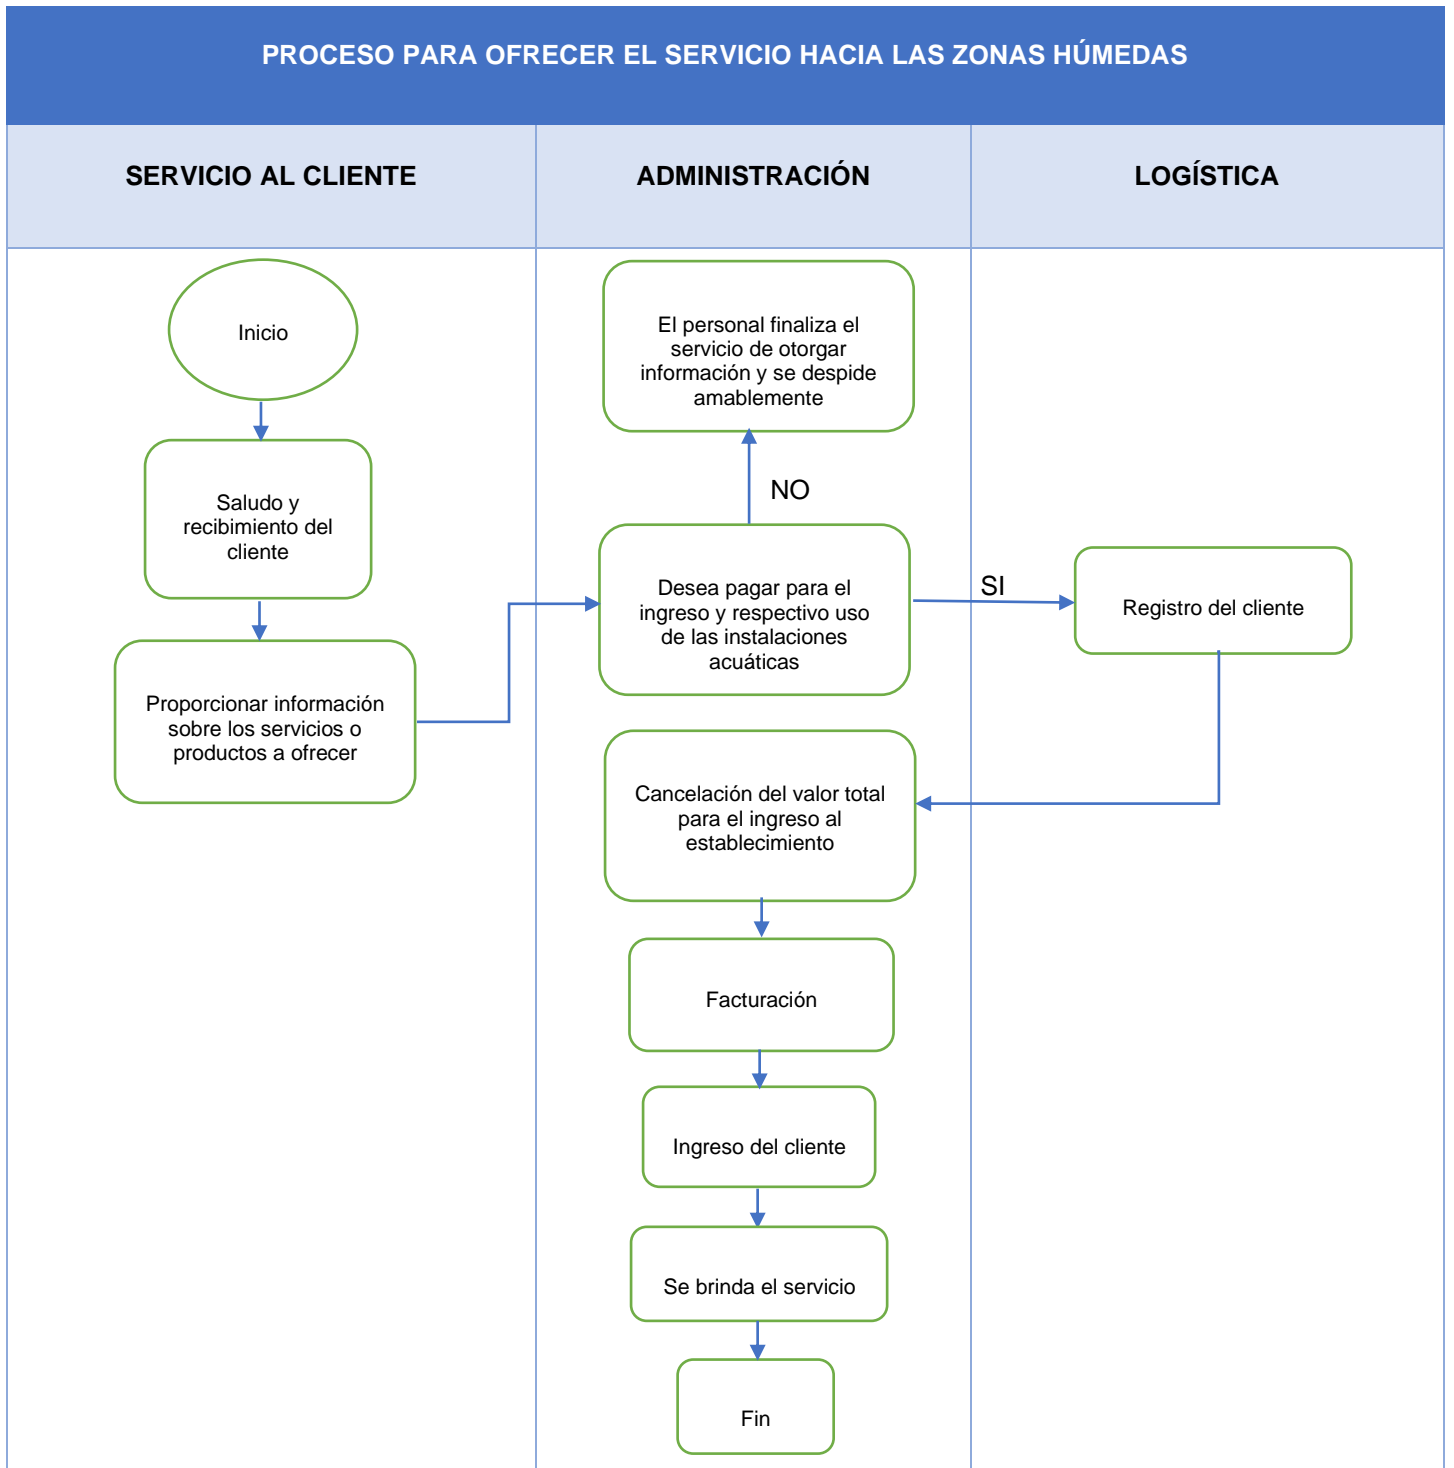 PROCESO PARA OFRECER EL SERVICIO HACIA LAS ZONAS HÚMEDAS
SERVICIO AL CLIENTE
ADMINISTRACIÓN
LOGÍSTICA
Inicio
Saludo y
recibimiento del
cliente
Proporcionar información
sobre los servicios o
productos a ofrecer
El personal finaliza el
servicio de otorgar
información y se despide
amablemente
NO
Desea pagar para el
ingreso y respectivo uso
de las instalaciones
acuáticas
SI
Registro del cliente
Cancelación del valor total
para el ingreso al
establecimiento
Facturación
Ingreso del cliente
Se brinda el servicio
Fin